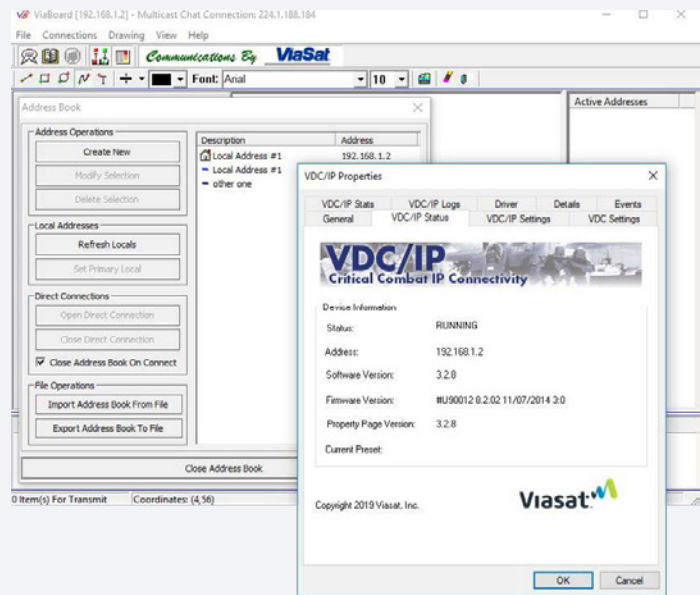 ViaBoard [192.168.1.2] - Multicast Chat Connection: 224.1.188.184
File Connections Drawing View Help
Communications By ViaSat
Font: Arial 10
Address Book
Active Addresses
Address Operations
Create New
Modify Selection
Delete Selection
Local Addresses
Refresh Locals
Set Primary Local
Direct Connections
Open Direct Connection
Close Direct Connection
Close Address Book On Connect
File Operations
Import Address Book From File
Export Address Book To File
Close Address Book
Description Address
Local Address #1 192.168.1.2
Local Address #1
other one
0 Item(s) For Transmit Coordinates: (4,56)
VDC/IP Properties
VDC/IP Stats VDC/IP Logs Driver Details Events
General VDC/IP Status VDC/IP Settings VDC Settings
VDC/IP
Critical Combat IP Connectivity
Device Information
Status: RUNNING
Address: 192.168.1.2
Software Version: 3.2.8
Firmware Version: #U90012 8.2.02 11/07/2014 3:0
Property Page Version: 3.2.8
Current Preset:
Copyright 2019 Viasat, Inc.
Viasat
OK Cancel